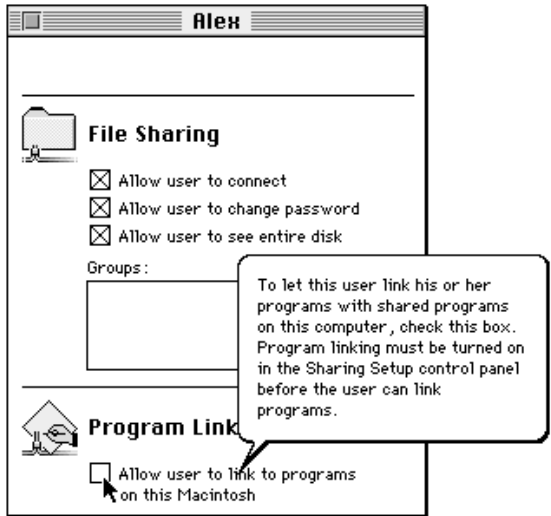 Alex
File Sharing
Allow user to connect
Allow user to change password
Allow user to see entire disk
Groups:
To let this user link his or her
programs with shared programs
on this computer, check this box.
Program linking must be turned on
in the Sharing Setup control panel
before the user can link
programs.
Program Link
Allow user to link to programs
on this Macintosh